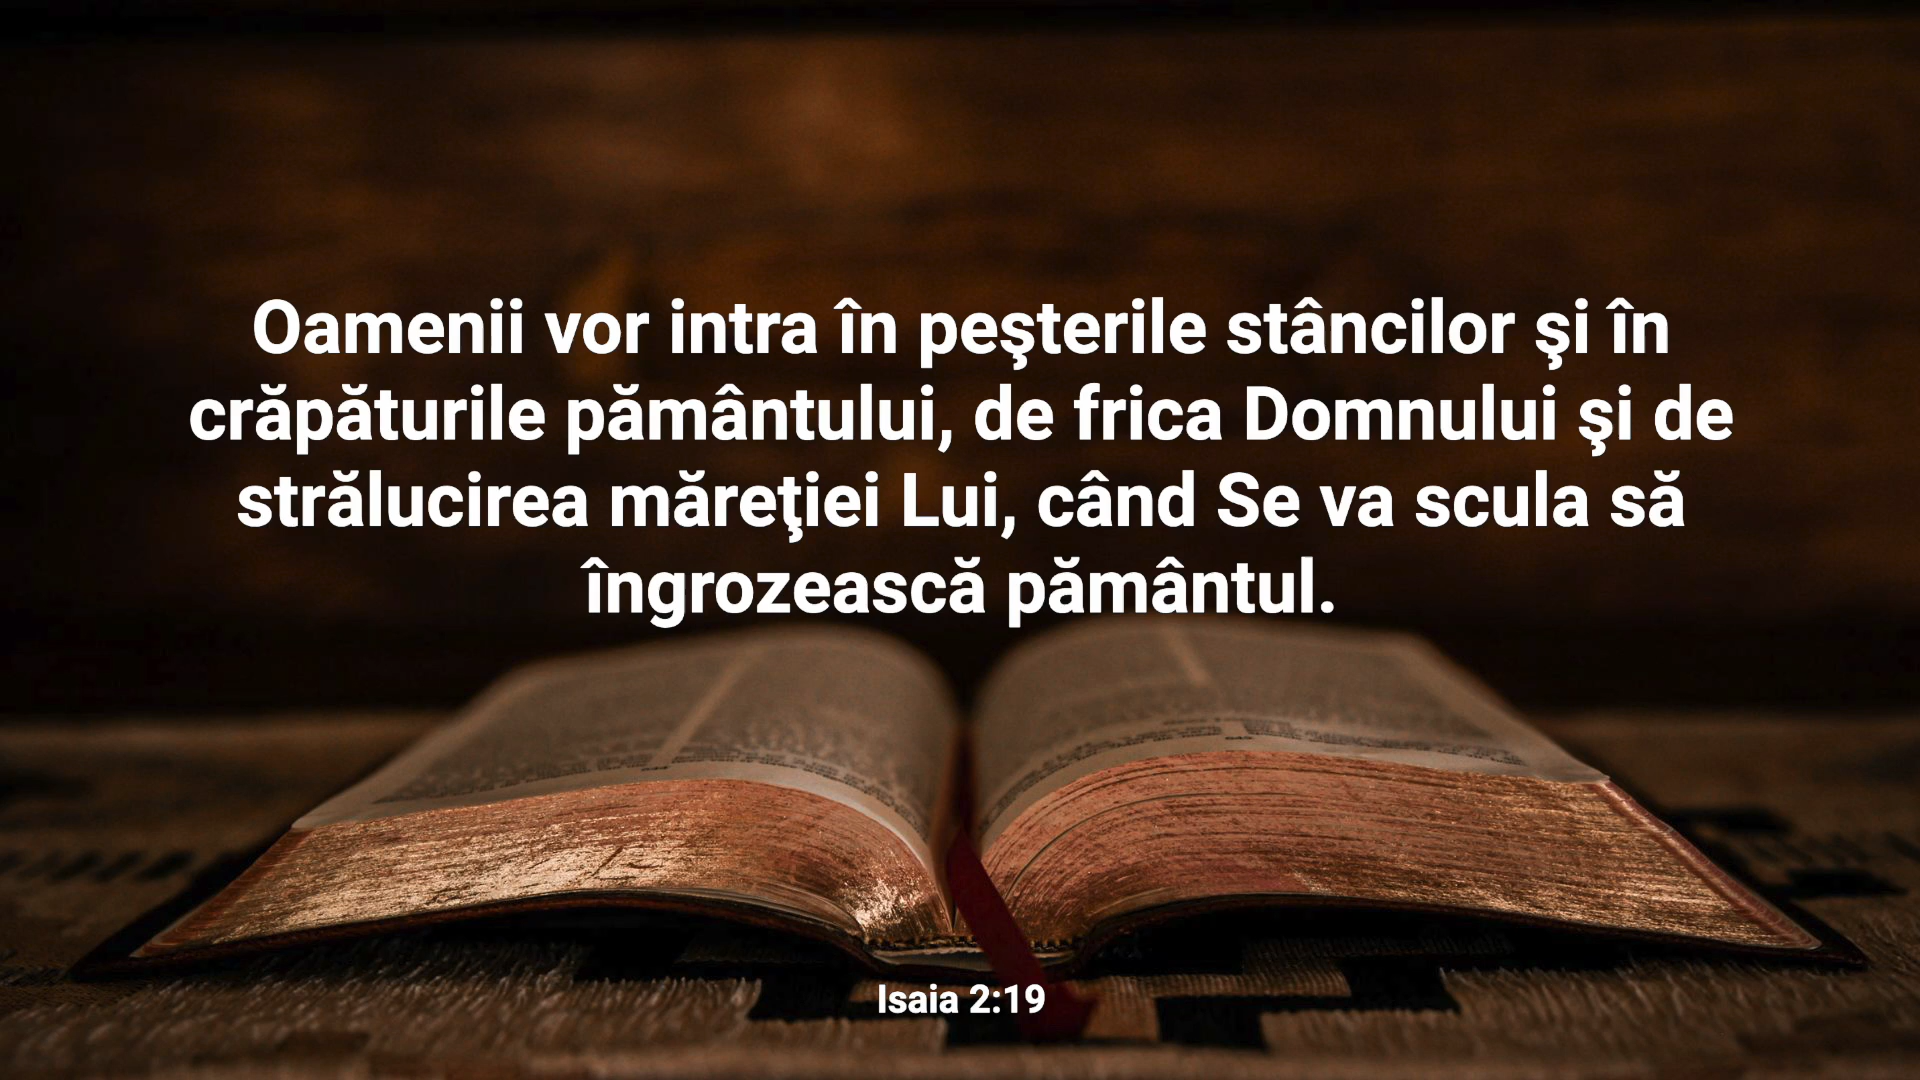 Oamenii vor intra în peşterile stâncilor şi în
crăpăturile pământului, de frica Domnului şi de
strălucirea măreţiei Lui, când Se va scula să
îngrozească pământul.
Isaia 2:19